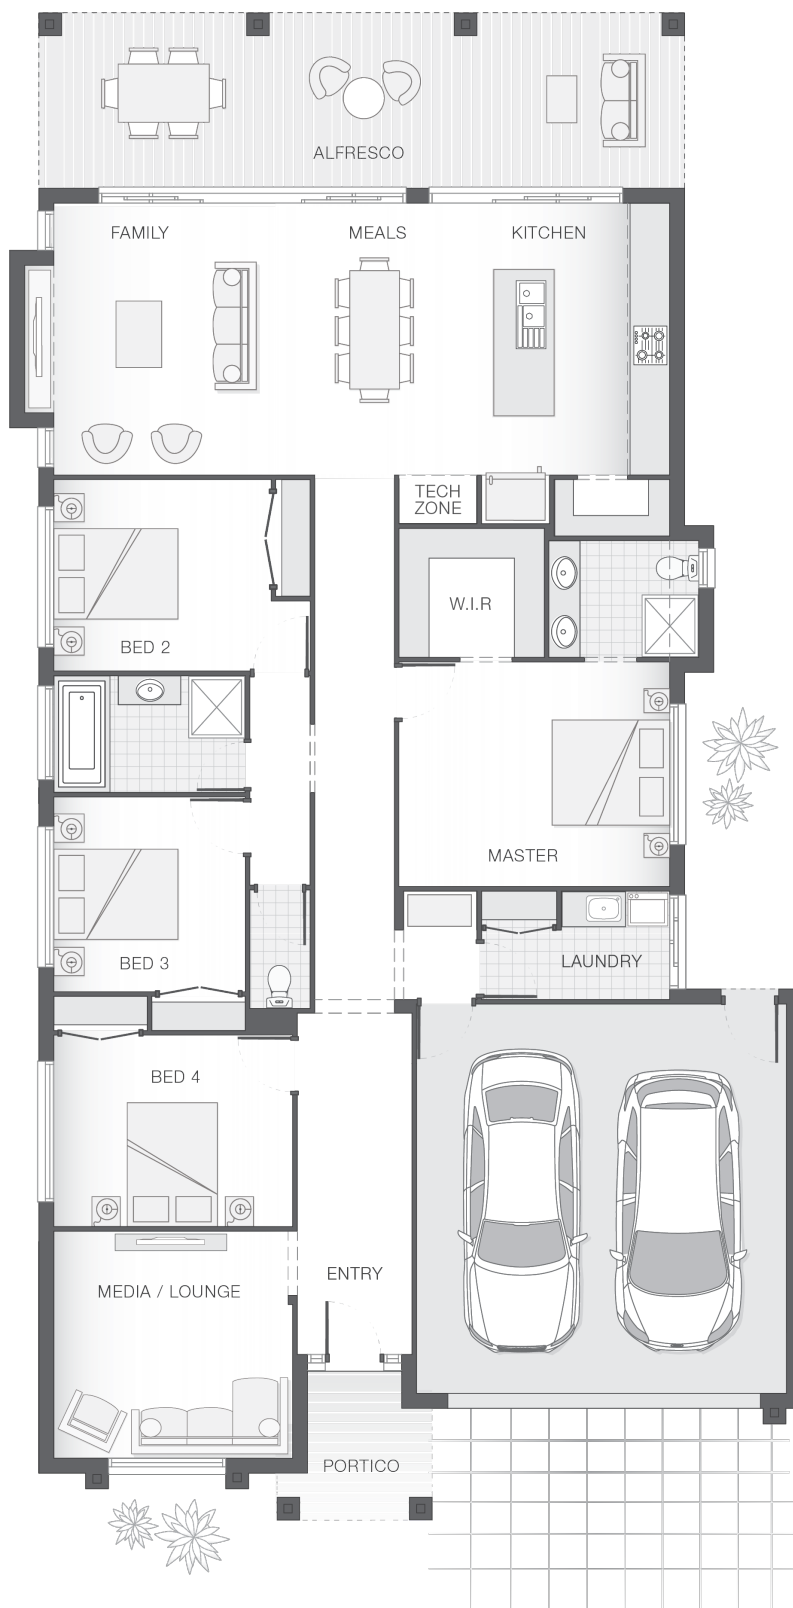 ALFRESCO
FAMILY
MEALS
KITCHEN
TECH
ZONE
W.I.R
BED 2
MASTER
BED 3
LAUNDRY
BED 4
ENTRY
MEDIA / LOUNGE
PORTICO